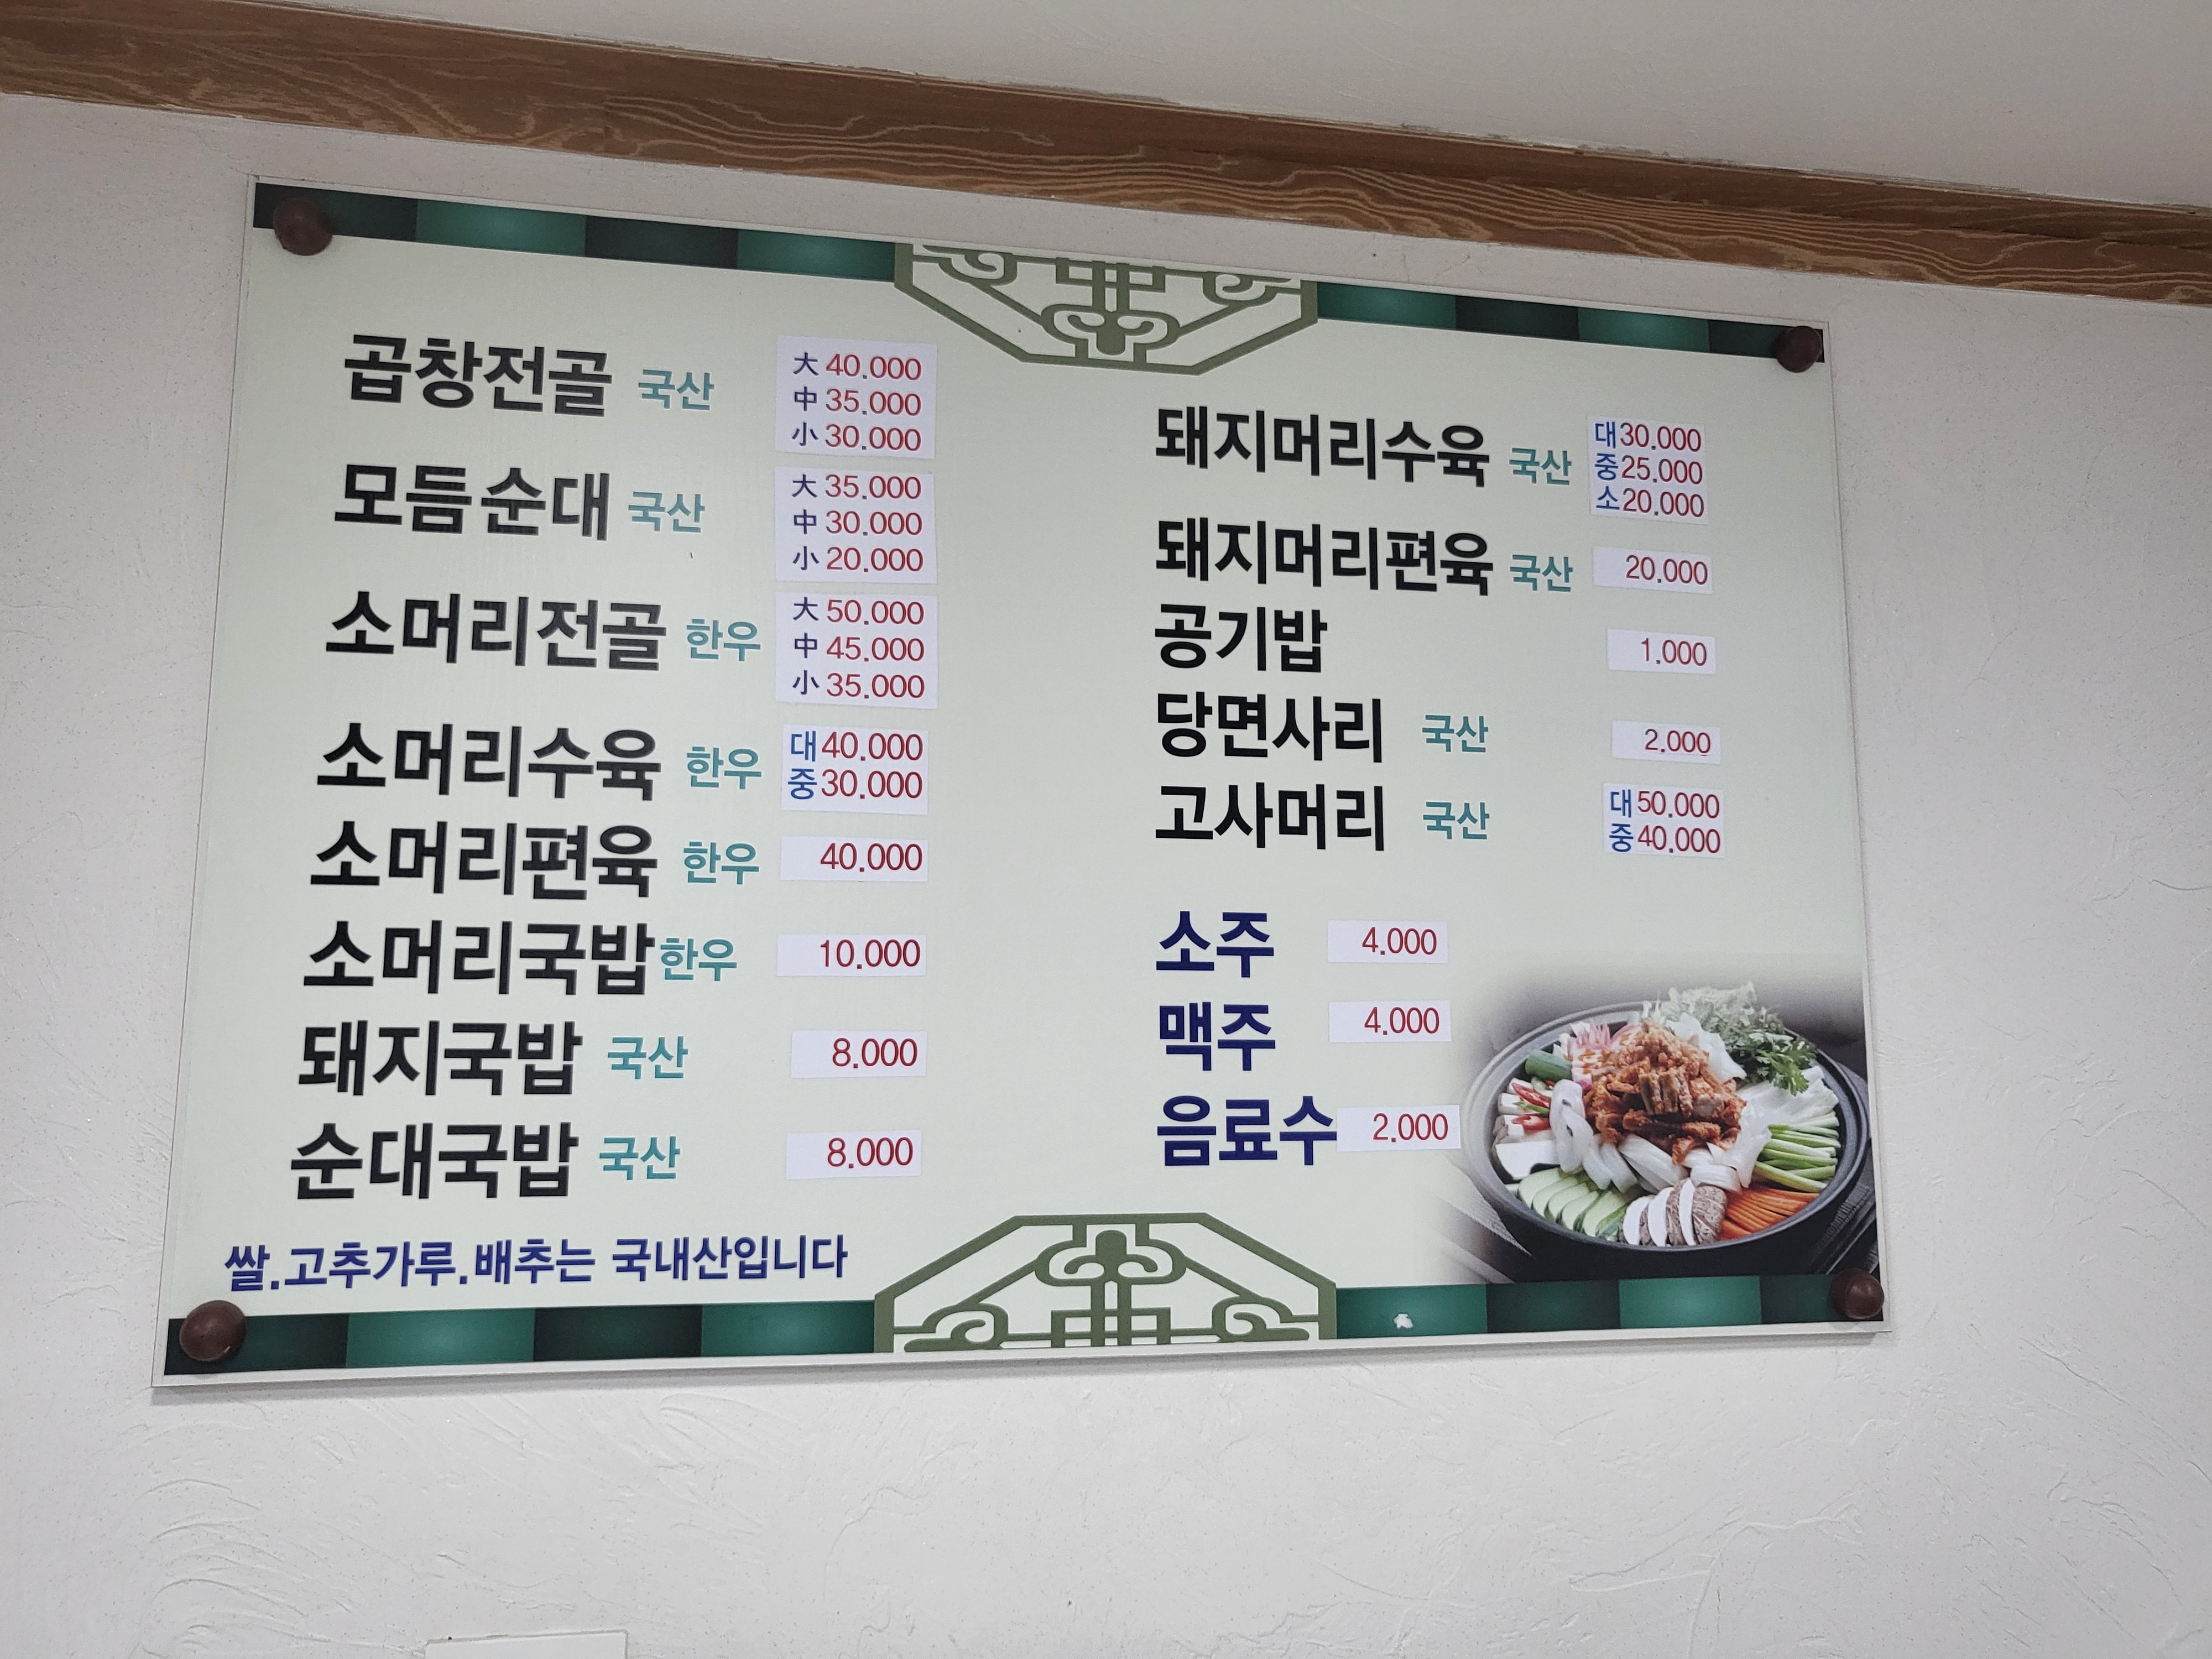 곱창전골 국산 大 40.000
中 35.000
小 30.000
모듬순대 국산 大 35.000
中 30.000
小 20.000
소머리전골 한우 大 50.000
中 45.000
小 35.000
소머리수육 한우 대 40.000
중 30.000
소머리편육 한우 40.000
소머리국밥 한우 10.000
돼지국밥 국산 8.000
순대국밥 국산 8.000
쌀.고추가루.배추는 국내산입니다
돼지머리수육 국산 대 30.000
중 25.000
소 20.000
돼지머리편육 국산 20.000
공기밥 1.000
당면사리 국산 2.000
고사머리 국산 대 50.000
중 40.000
소주 4.000
맥주 4.000
음료수 2.000